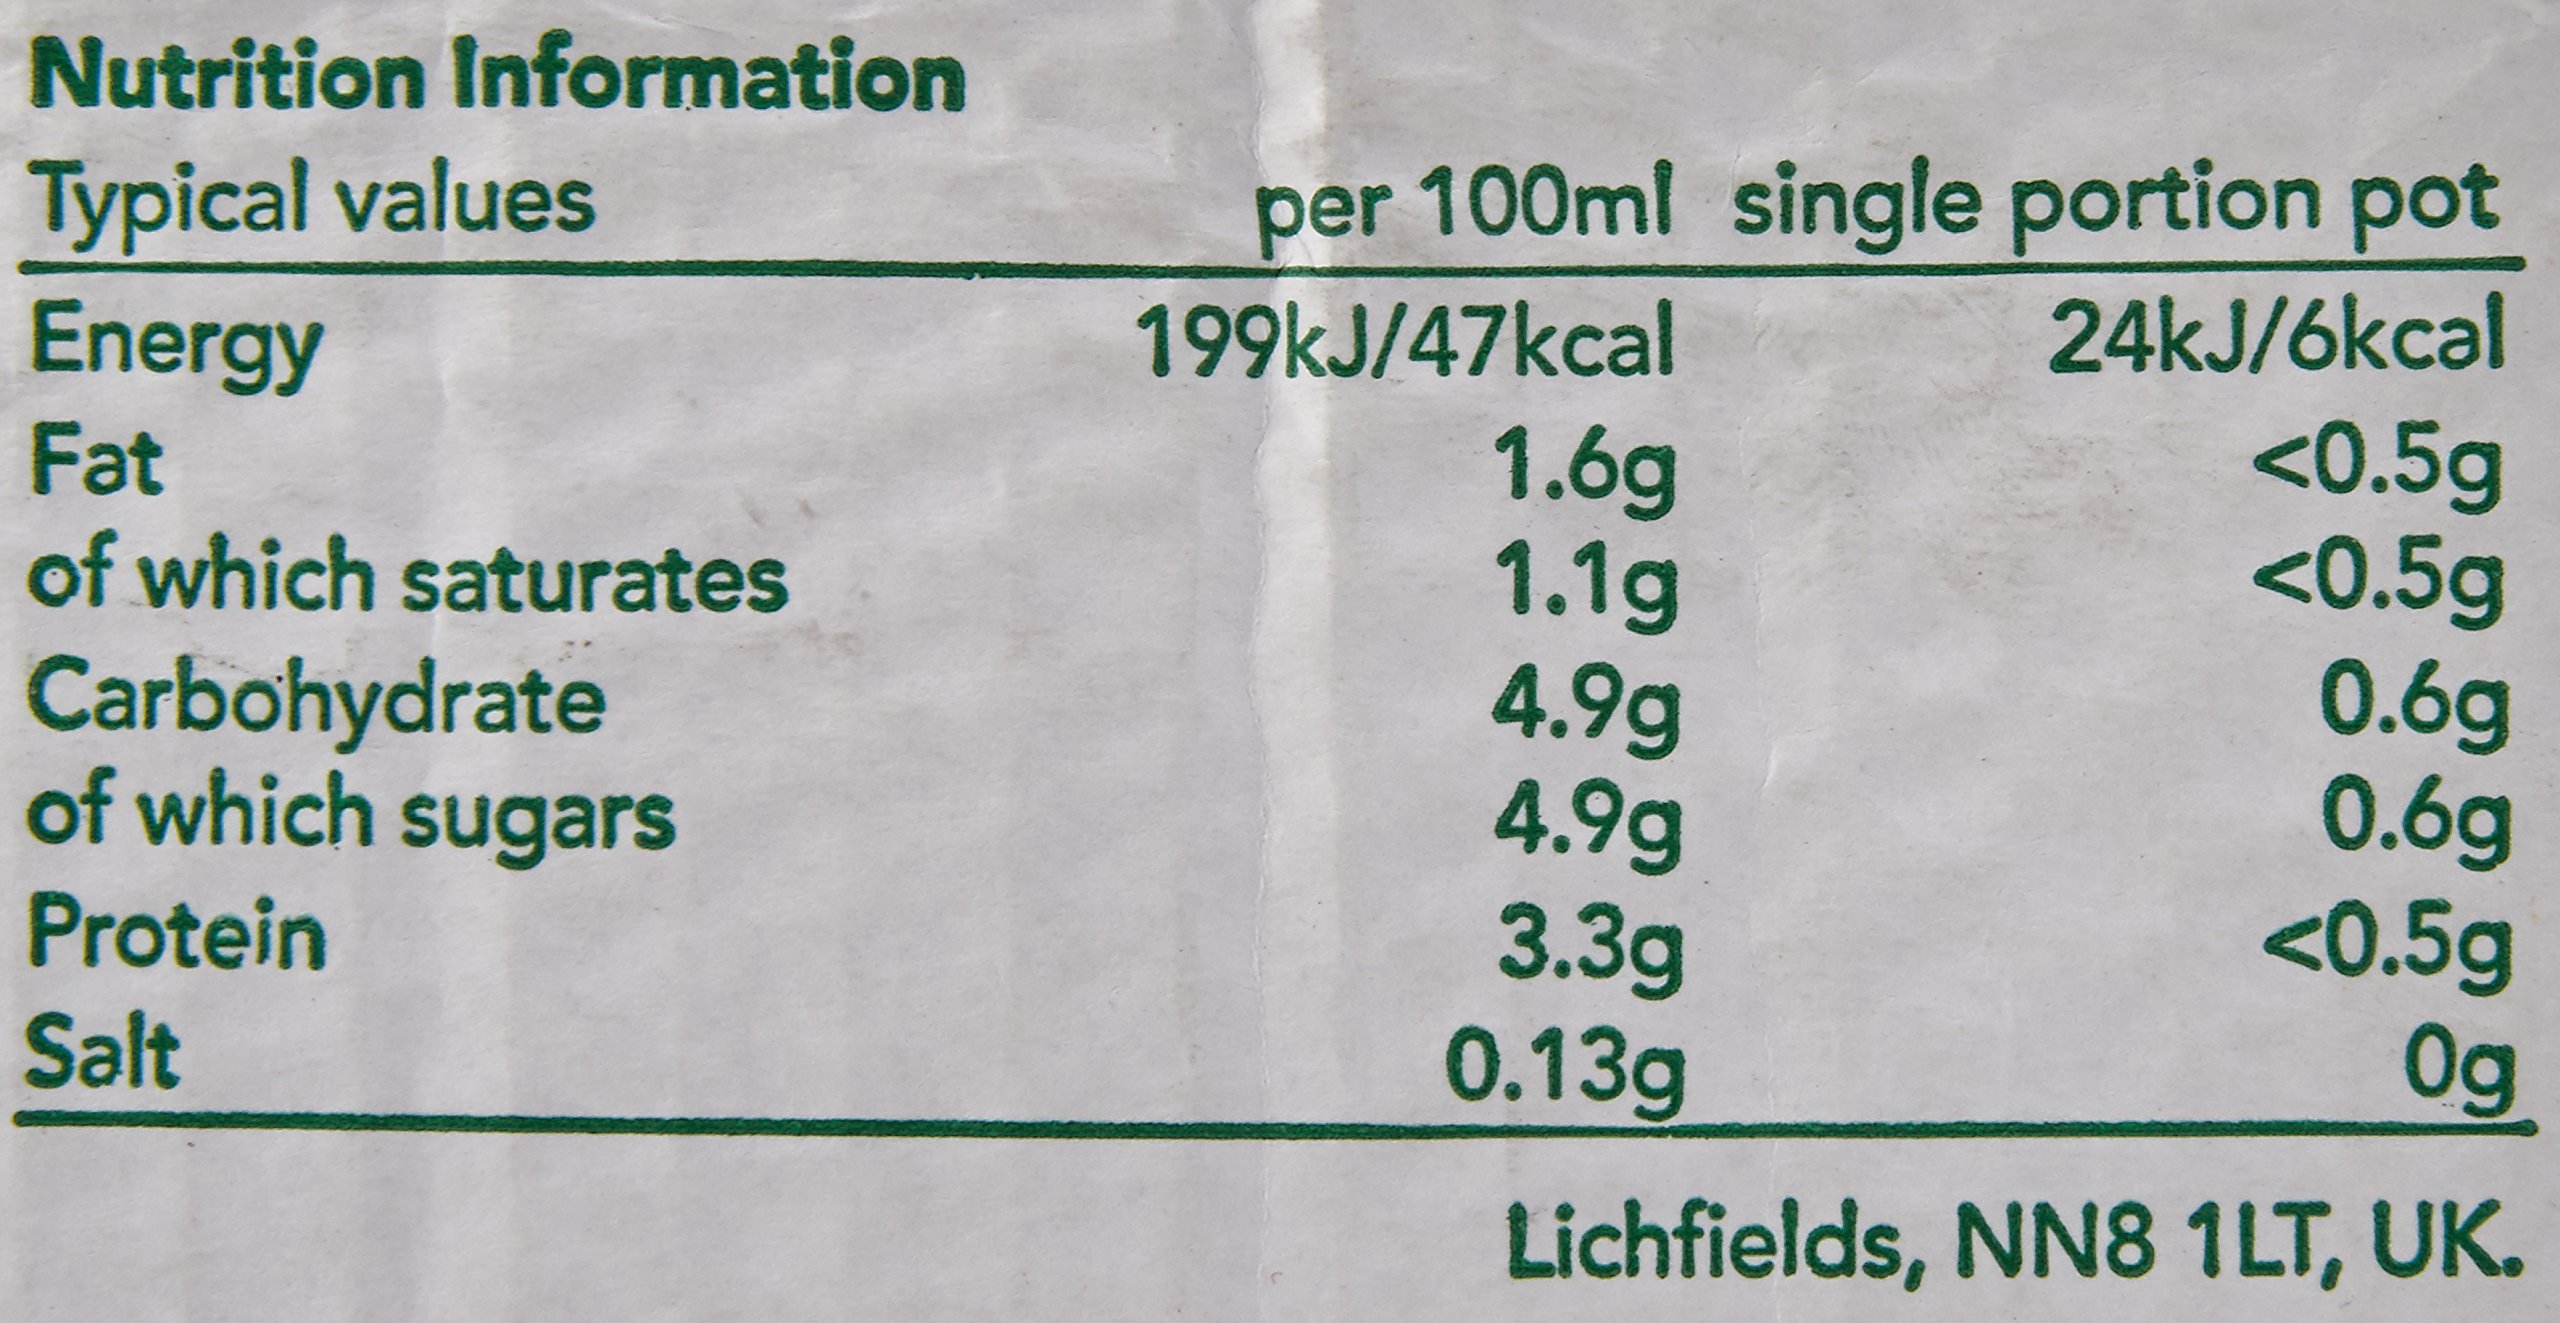 Nutrition Information
Typical values per 100ml single portion pot
Energy 199kJ/47kcal 24kJ/6kcal
Fat 1.6g <0.5g
of which saturates 1.1g <0.5g
Carbohydrate 4.9g 0.6g
of which sugars 4.9g 0.6g
Protein 3.3g <0.5g
Salt 0.13g 0g
Lichfields, NN8 1LT, UK.